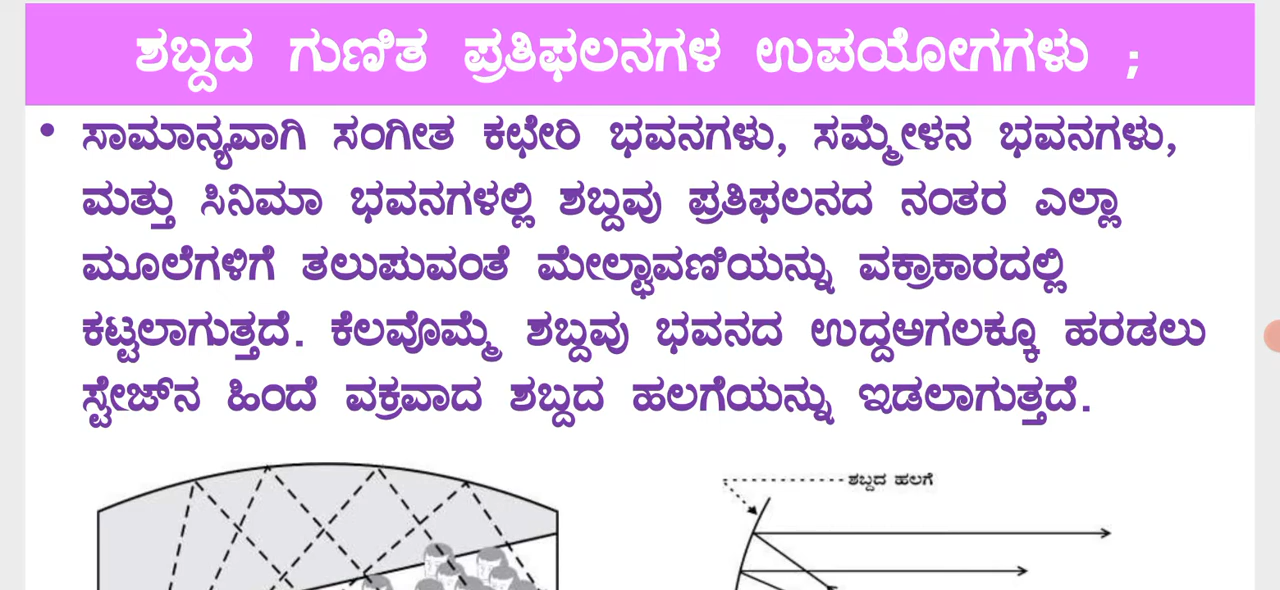 ಶಬ್ದದ ಗುಣಿತ ಪ್ರತಿಫಲನಗಳ ಉಪಯೋಗಗಳು ;
• ಸಾಮಾನ್ಯವಾಗಿ ಸಂಗೀತ ಕಛೇರಿ ಭವನಗಳು, ಸಮ್ಮೇಳನ ಭವನಗಳು,
ಮತ್ತು ಸಿನಿಮಾ ಭವನಗಳಲ್ಲಿ ಶಬ್ದವು ಪ್ರತಿಫಲನದ ನಂತರ ಎಲ್ಲಾ
ಮೂಲೆಗಳಿಗೆ ತಲುಪುವಂತೆ ಮೇಲ್ಛಾವಣಿಯನ್ನು ವಕ್ರಾಕಾರದಲ್ಲಿ
ಕಟ್ಟಲಾಗುತ್ತದೆ. ಕೆಲವೊಮ್ಮೆ ಶಬ್ದವು ಭವನದ ಉದ್ದಅಗಲಕ್ಕೂ ಹರಡಲು
ಸ್ಟೇಜ್‌ನ ಹಿಂದೆ ವಕ್ರವಾದ ಶಬ್ದದ ಹಲಗೆಯನ್ನು ಇಡಲಾಗುತ್ತದೆ.
ಶಬ್ದದ ಹಲಗೆ